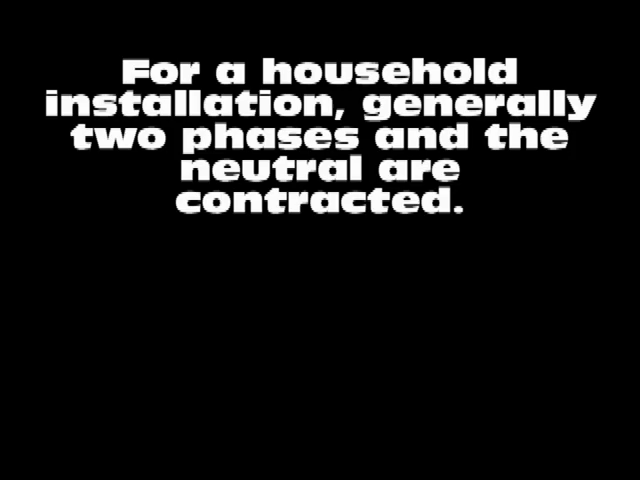 For a household
installation, generally
two phases and the
neutral are
contracted.